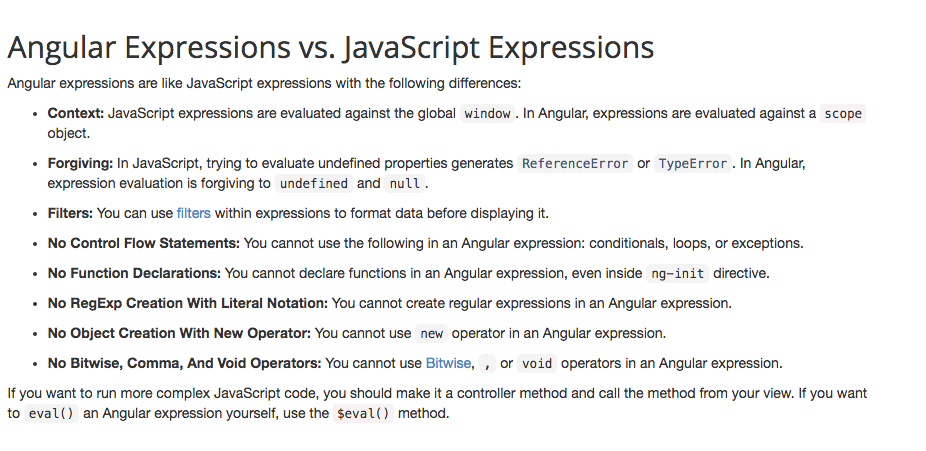 Angular Expressions vs. JavaScript Expressions
Angular expressions are like JavaScript expressions with the following differences:
• Context: JavaScript expressions are evaluated against the global window . In Angular, expressions are evaluated against a scope
object.
• Forgiving: In JavaScript, trying to evaluate undefined properties generates ReferenceError or TypeError . In Angular,
expression evaluation is forgiving to undefined and null .
• Filters: You can use filters within expressions to format data before displaying it.
• No Control Flow Statements: You cannot use the following in an Angular expression: conditionals, loops, or exceptions.
• No Function Declarations: You cannot declare functions in an Angular expression, even inside ng-init directive.
• No RegExp Creation With Literal Notation: You cannot create regular expressions in an Angular expression.
• No Object Creation With New Operator: You cannot use new operator in an Angular expression.
• No Bitwise, Comma, And Void Operators: You cannot use Bitwise, , or void operators in an Angular expression.
If you want to run more complex JavaScript code, you should make it a controller method and call the method from your view. If you want
to eval() an Angular expression yourself, use the $eval() method.